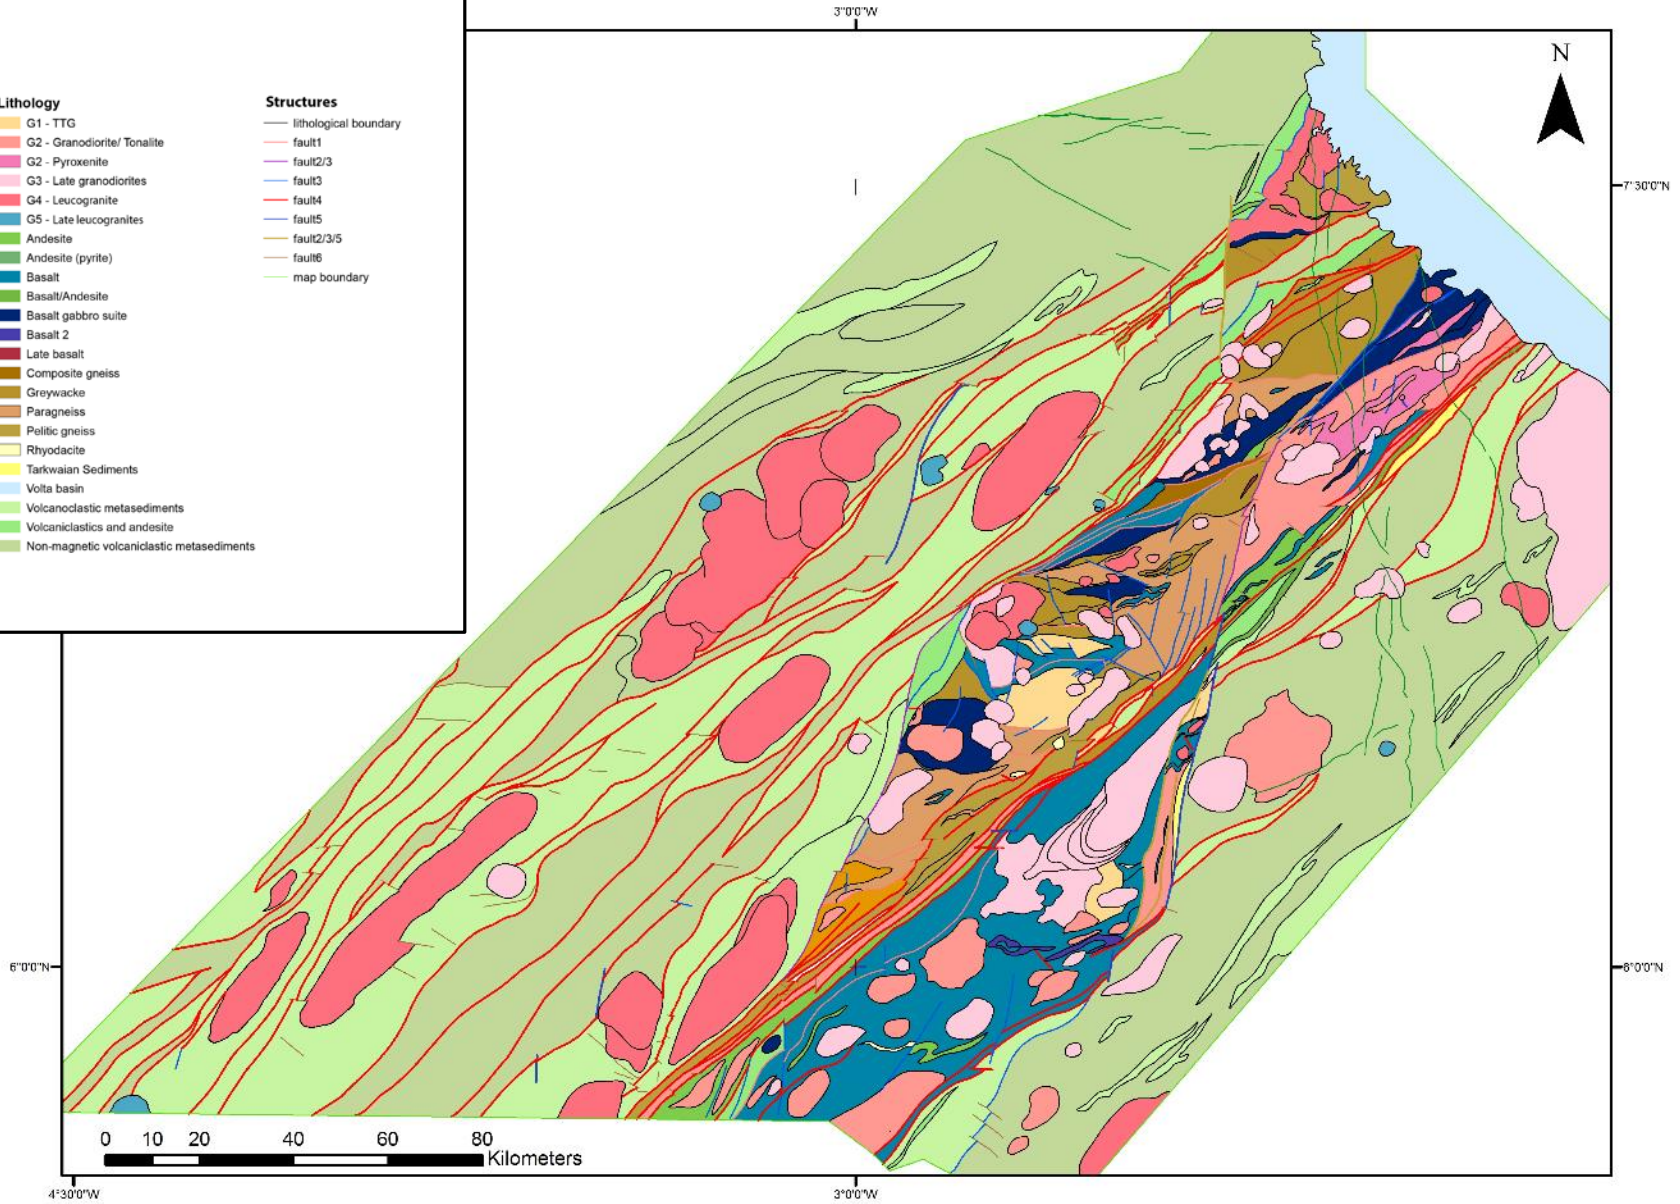 3°0'0"W
N
Lithology
G1 - TTG
G2 - Granodiorite/ Tonalite
G2 - Pyroxenite
G3 - Late granodiorites
G4 - Leucogranite
G5 - Late leucogranites
Andesite
Andesite (pyrite)
Basalt
Basalt/Andesite
Basalt gabbro suite
Basalt 2
Late basalt
Composite gneiss
Greywacke
Paragneiss
Pelitic gneiss
Rhyodacite
Tarkwaian Sediments
Volta basin
Volcanoclastic metasediments
Volcaniclastics and andesite
Non-magnetic volcaniclastic metasediments
Structures
lithological boundary
fault1
fault2/3
fault3
fault4
fault5
fault2/3/5
fault6
map boundary
7°30'0"N
6°0'0"N
6°0'0"N
0 10 20 40 60 80
Kilometers
4°30'0"W
3°0'0"W